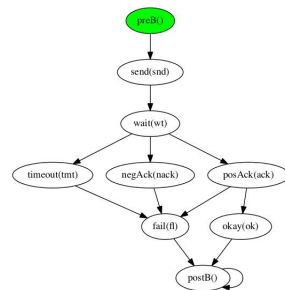 preB()
send(snd)
wait(wt)
timeout(tmt) negAck(nack) posAck(ack)
fail(fl) okay(ok)
postB()